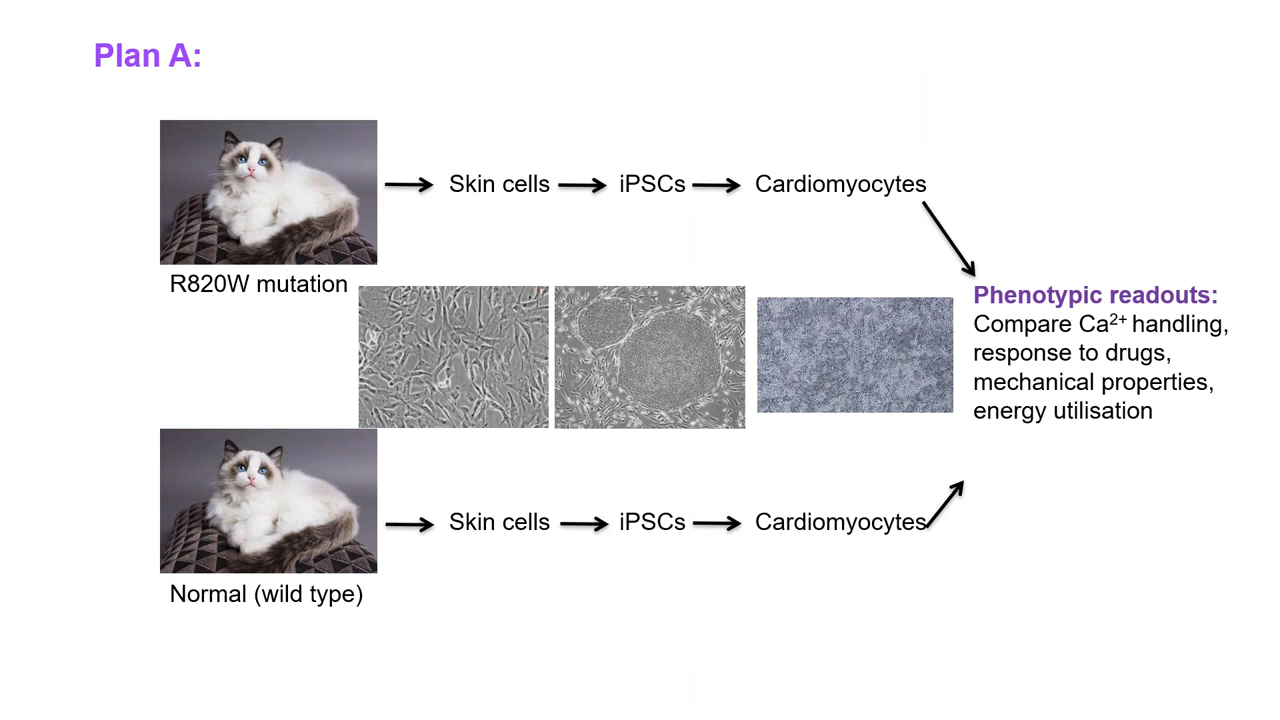 Plan A:
Skin cells
iPSCs
Cardiomyocytes
R820W mutation
Phenotypic readouts:
Compare Ca²⁺ handling,
response to drugs,
mechanical properties,
energy utilisation
Skin cells
iPSCs
Cardiomyocytes
Normal (wild type)